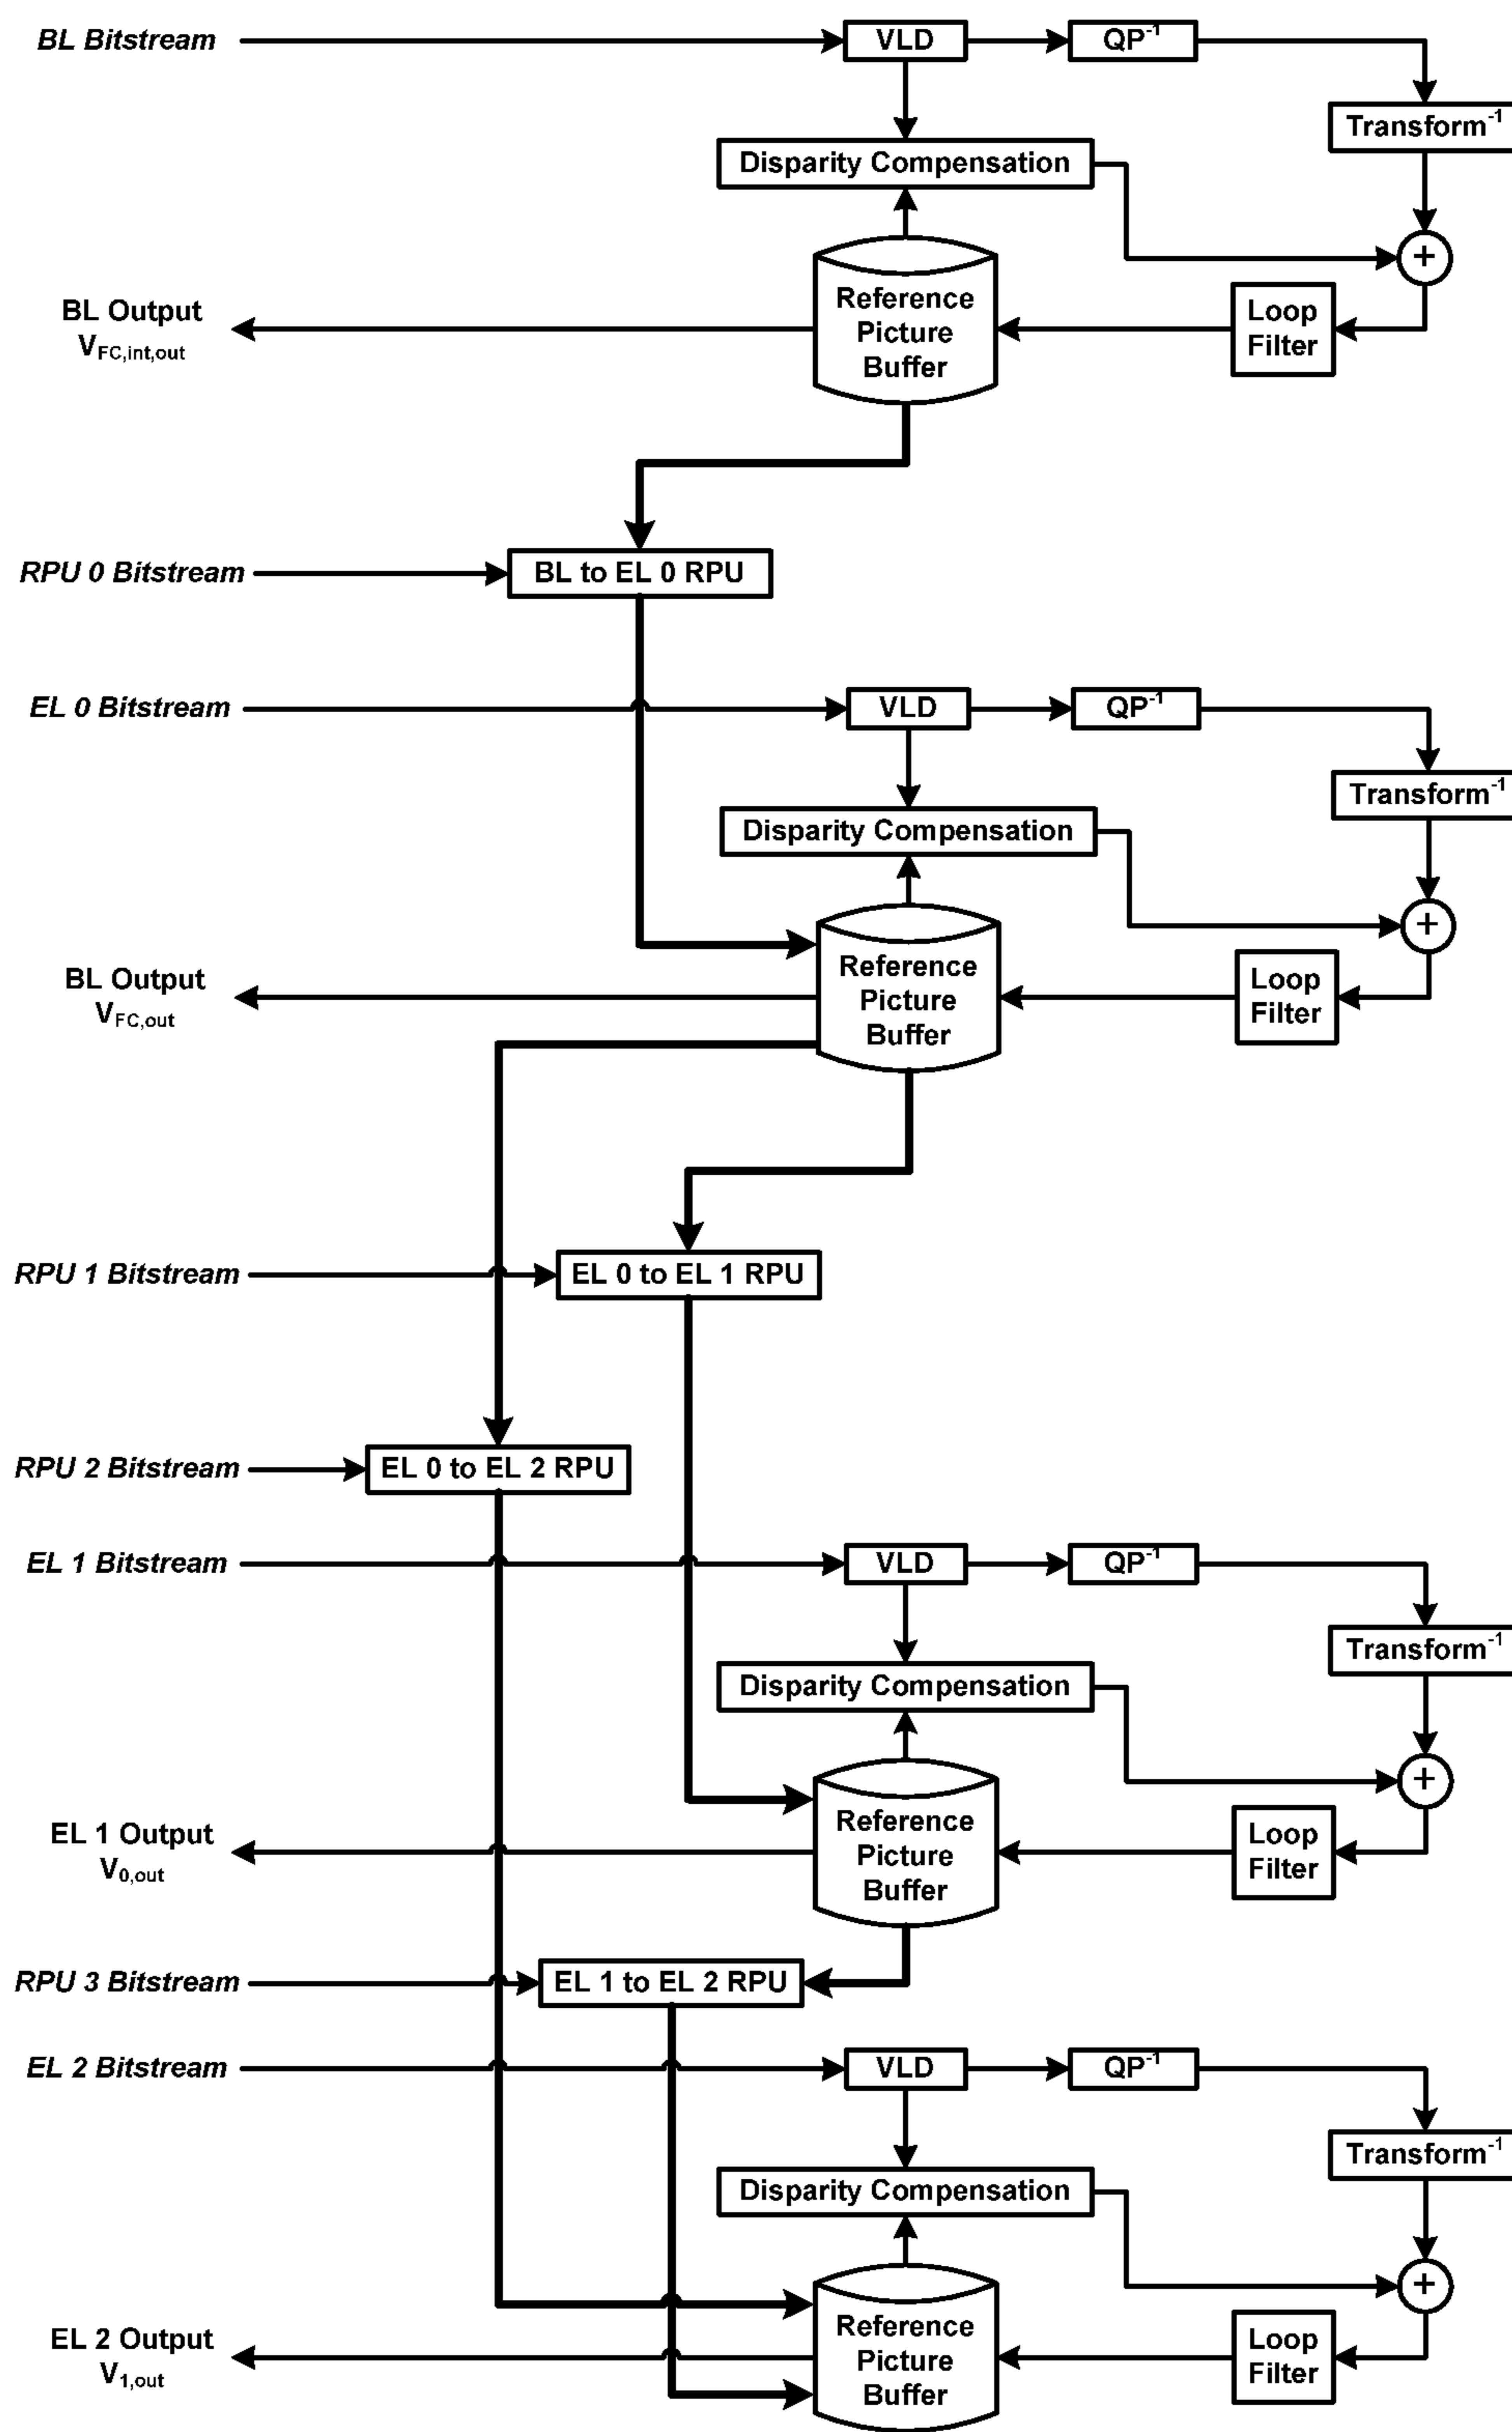 BL Bitstream
VLD
QP-1
Transform-1
Disparity Compensation
+
Reference
Picture
Buffer
Loop
Filter
BL Output
VFC,int,out
RPU 0 Bitstream
BL to EL 0 RPU
EL 0 Bitstream
VLD
QP-1
Transform-1
Disparity Compensation
+
Reference
Picture
Buffer
Loop
Filter
BL Output
VFC,out
RPU 1 Bitstream
EL 0 to EL 1 RPU
RPU 2 Bitstream
EL 0 to EL 2 RPU
EL 1 Bitstream
VLD
QP-1
Transform-1
Disparity Compensation
+
Reference
Picture
Buffer
Loop
Filter
EL 1 Output
V0,out
RPU 3 Bitstream
EL 1 to EL 2 RPU
EL 2 Bitstream
VLD
QP-1
Transform-1
Disparity Compensation
+
Reference
Picture
Buffer
Loop
Filter
EL 2 Output
V1,out